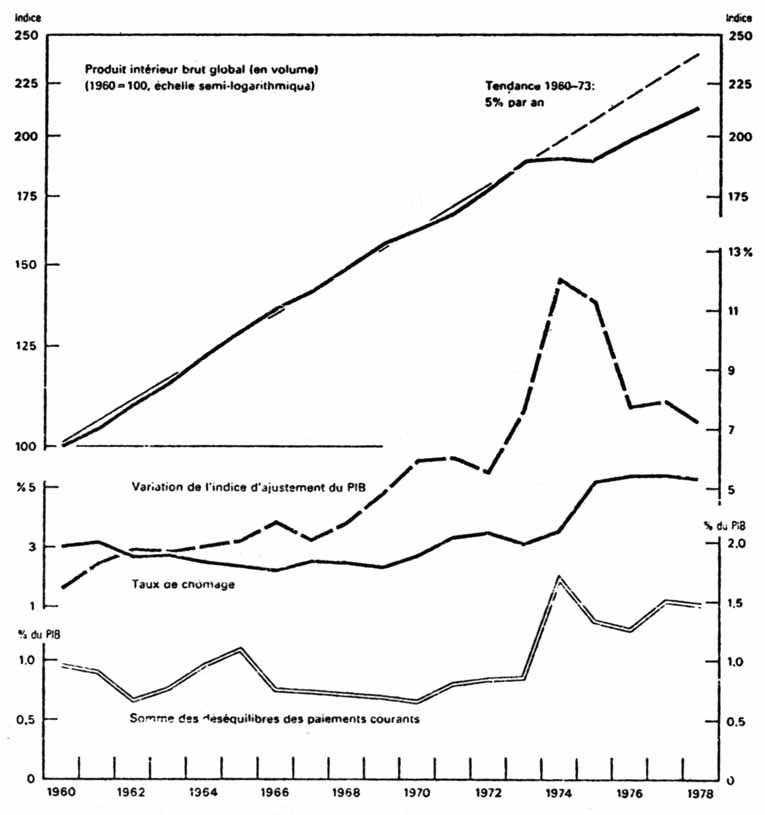 Indice
Indice
250
250
Produit intérieur brut global (en volume)
(1960=100, échelle semi-logarithmiqua)
Tendance 1960–73:
5% par an
225
225
200
200
175
175
150
13%
125
11
9
100
7
Variation de l'indice d'ajustement du PIB
% 5
5
% du PIB
3
2.0
Taux de chômage
1
1.5
% du PIB
1.0
1.0
Somme des déséquilibres des paiements courants
0,5
0,5
0
0
1960 1962 1964 1966 1968 1970 1972 1974 1976 1978